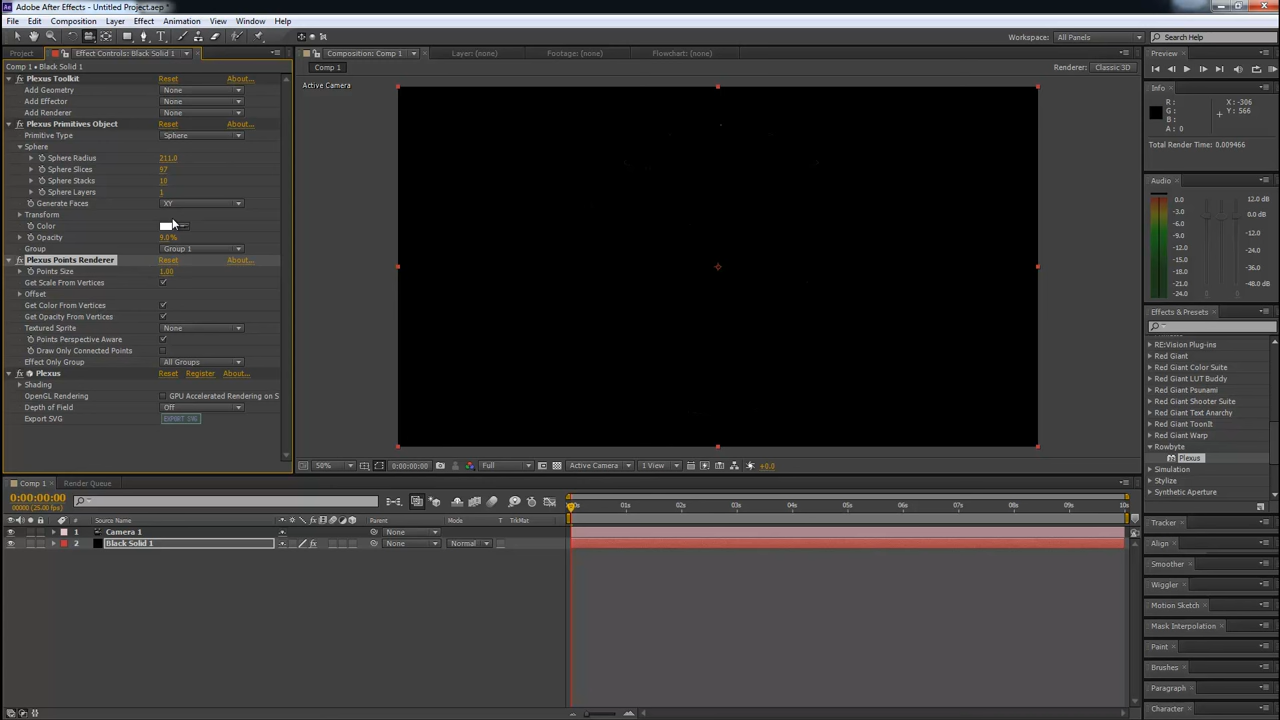 Adobe After Effects - Untitled Project.aep *
File Edit Composition Layer Effect Animation View Window Help
Workspace: All Panels Search Help
Project Effect Controls: Black Solid 1
Composition: Comp 1 Layer: (none) Footage: (none) Flowchart: (none)
Preview
Comp 1 • Black Solid 1
Comp 1
Renderer: Classic 3D
Plexus Toolkit Reset About...
Add Geometry None
Add Effector None
Add Renderer None
Plexus Primitives Object Reset About...
Primitive Type Sphere
Sphere
Sphere Radius 211.0
Sphere Slices 97
Sphere Stacks 10
Sphere Layers 1
Generate Faces XY
Transform
Color
Opacity 9.0%
Group Group 1
Plexus Points Renderer Reset About...
Points Size 1.00
Get Scale From Vertices
Offset
Get Color From Vertices
Get Opacity From Vertices
Textured Sprite None
Points Perspective Aware
Draw Only Connected Points
Effect Only Group All Groups
Plexus Reset Register About...
Shading
OpenGL Rendering GPU Accelerated Rendering on S
Depth of Field Off
Export SVG EXPORT SVG
Active Camera
50% 0:00:00:00 Full Active Camera 1 View +0.0
Info
R : X : -306
G : Y : 566
B :
A : 0
Total Render Time: 0.009466
Audio
0.0 12.0 dB
-3.0 6.0
-6.0 0.0 dB
-9.0 -6.0
-12.0 -12.0
-15.0 -18.0
-18.0 -24.0
-21.0 -36.0
-24.0 -48.0 dB
Effects & Presets
RE:Vision Plug-ins
Red Giant
Red Giant Color Suite
Red Giant LUT Buddy
Red Giant Psunami
Red Giant Shooter Suite
Red Giant Text Anarchy
Red Giant ToonIt
Red Giant Warp
Rowbyte
Plexus
Simulation
Stylize
Synthetic Aperture
Tracker
Align
Smoother
Wiggler
Motion Sketch
Mask Interpolation
Paint
Brushes
Paragraph
Character
Comp 1 Render Queue
0:00:00:00
00000 (25.00 fps)
01s 02s 03s 04s 05s 06s 07s 08s 09s 10s
# Source Name Parent Mode T TrkMat
1 Camera 1 None
2 Black Solid 1 None Normal